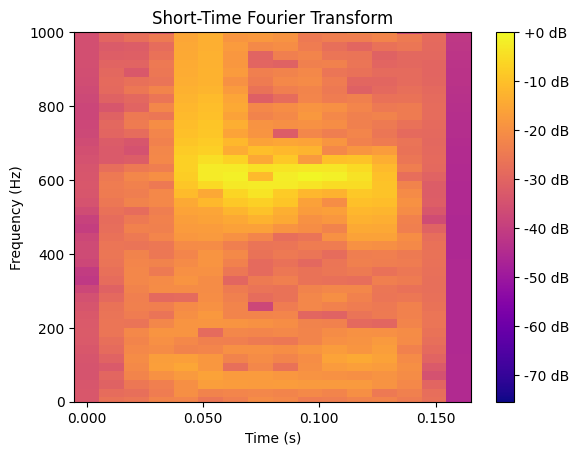 Short-Time Fourier Transform
1000
800
600
400
200
0
Frequency (Hz)
0.000
0.050
0.100
0.150
Time (s)
+0 dB
-10 dB
-20 dB
-30 dB
-40 dB
-50 dB
-60 dB
-70 dB